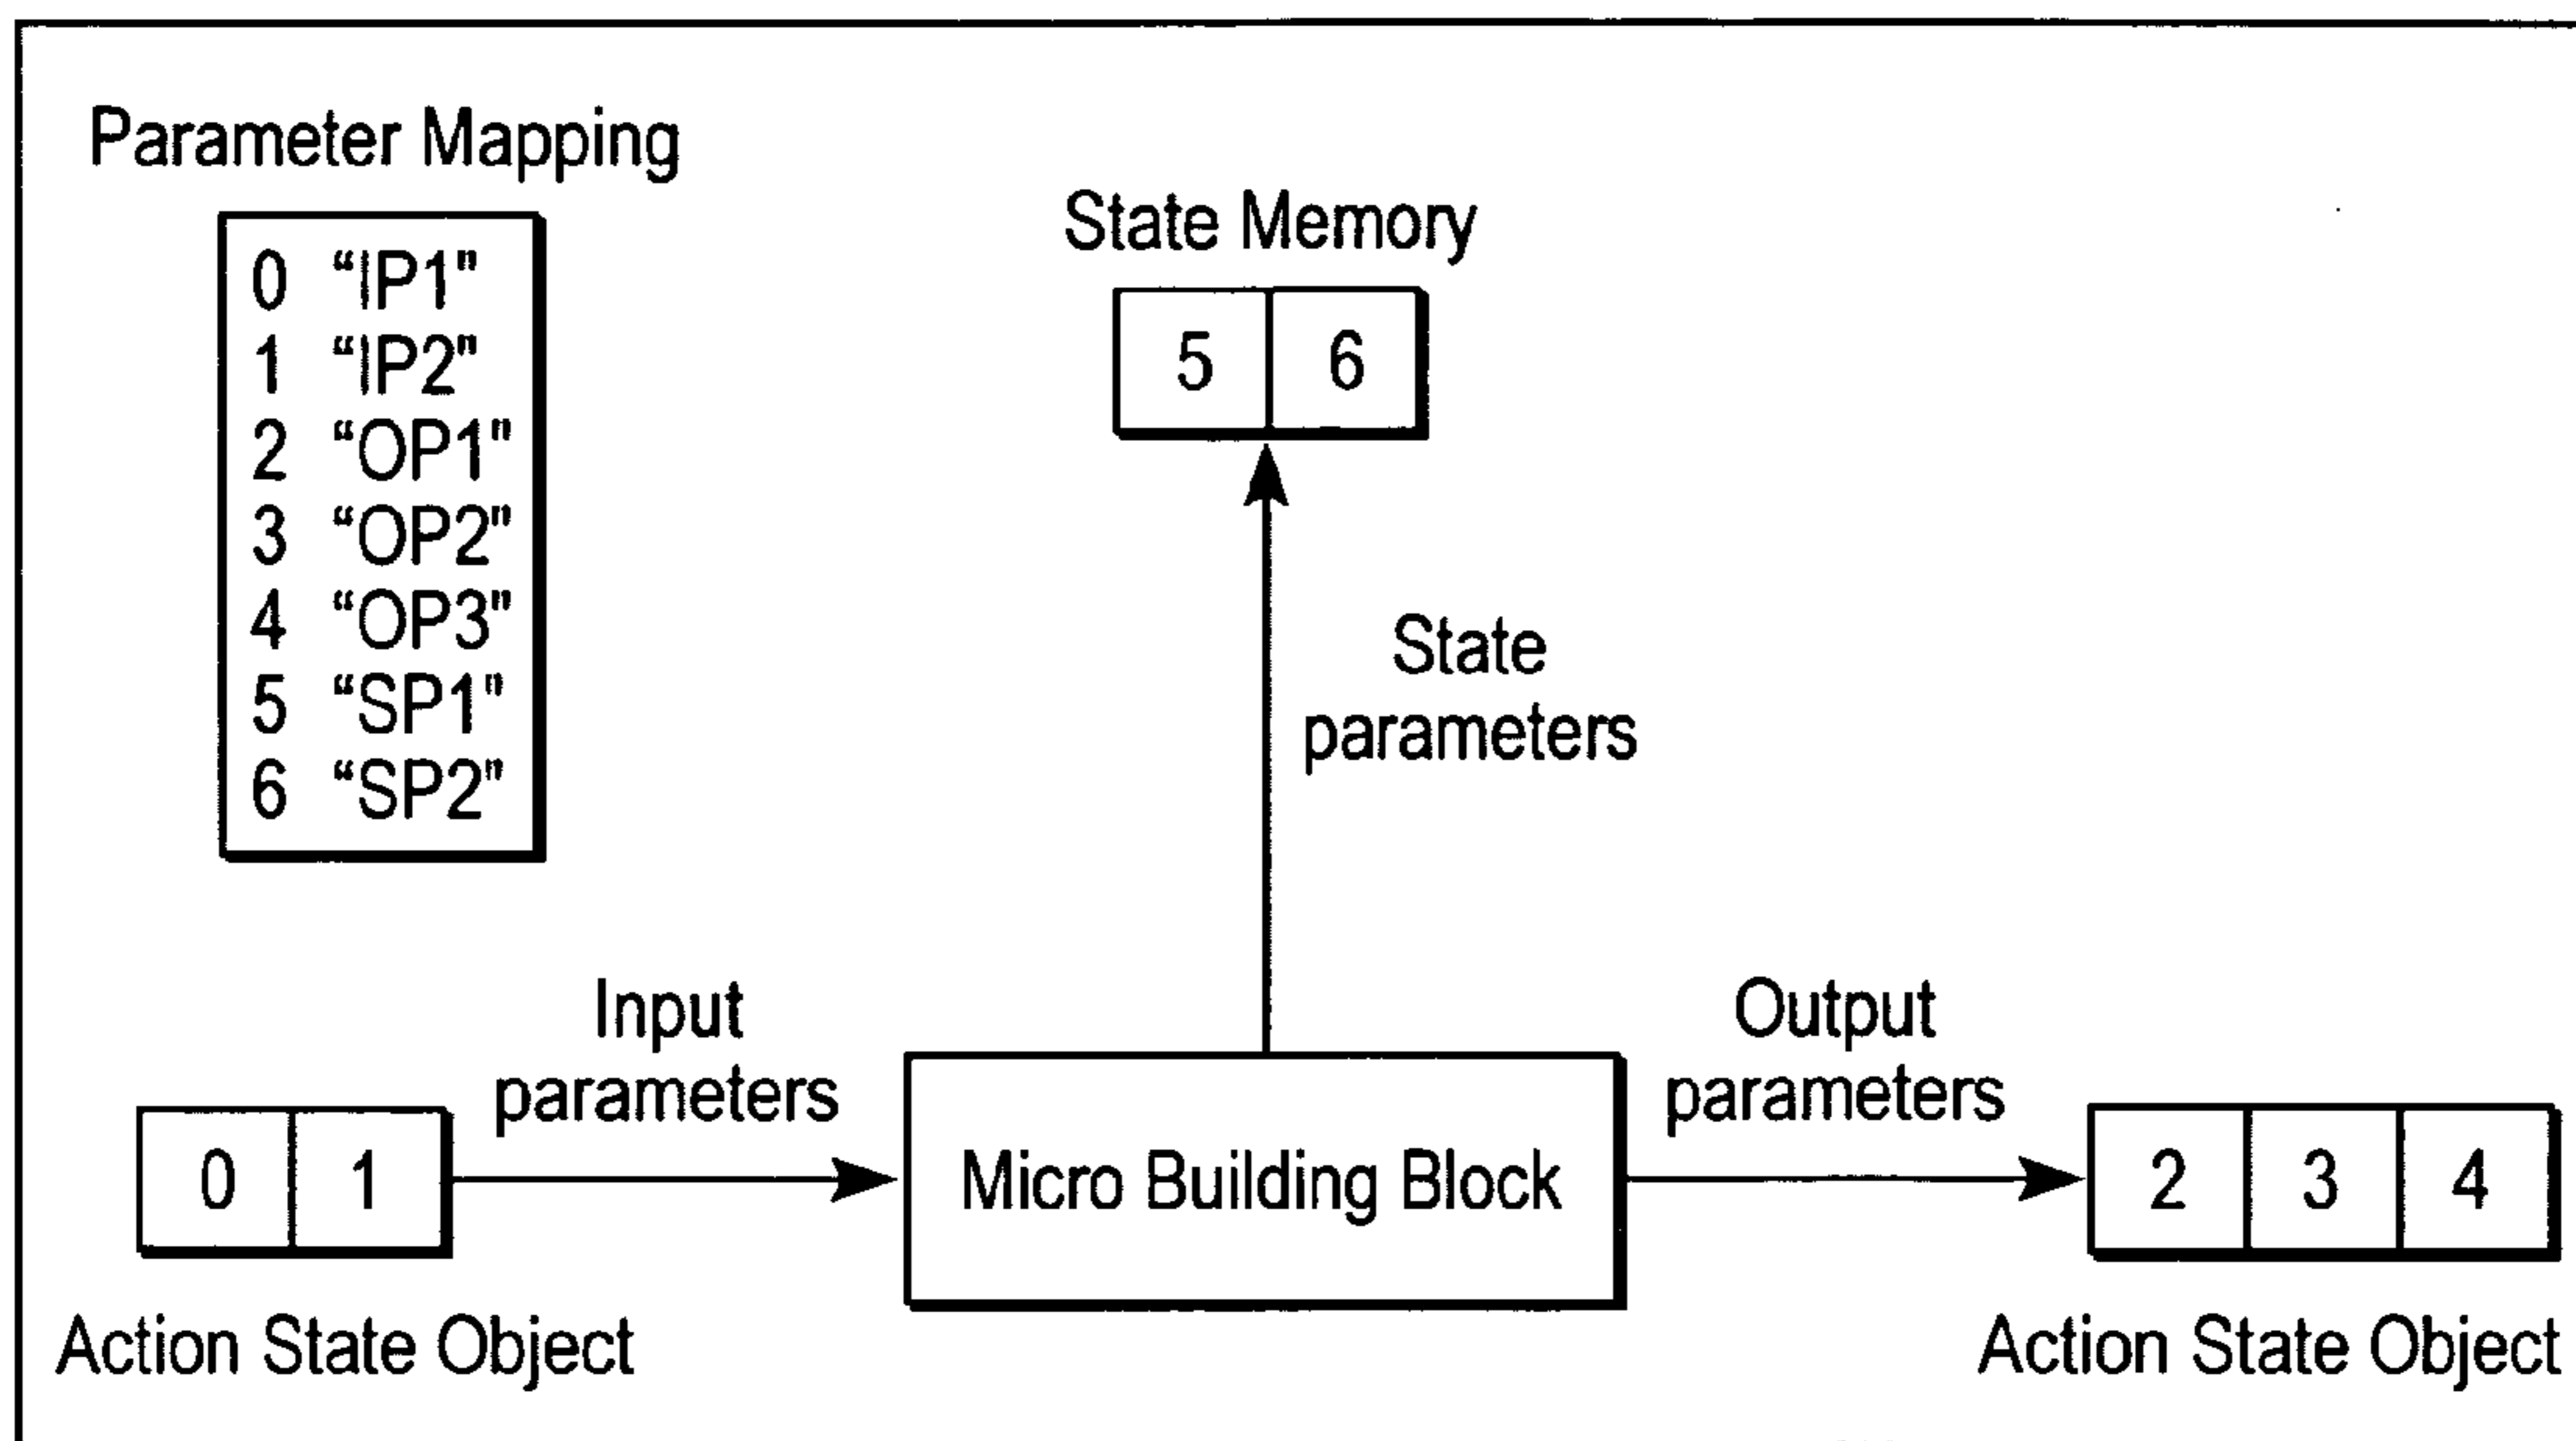 Parameter Mapping
0 “IP1"
1 “IP2"
2 “OP1"
3 “OP2"
4 “OP3"
5 “SP1"
6 “SP2"
State Memory
5 6
State
parameters
Input
parameters
Output
parameters
0 1
Micro Building Block
2 3 4
Action State Object
Action State Object